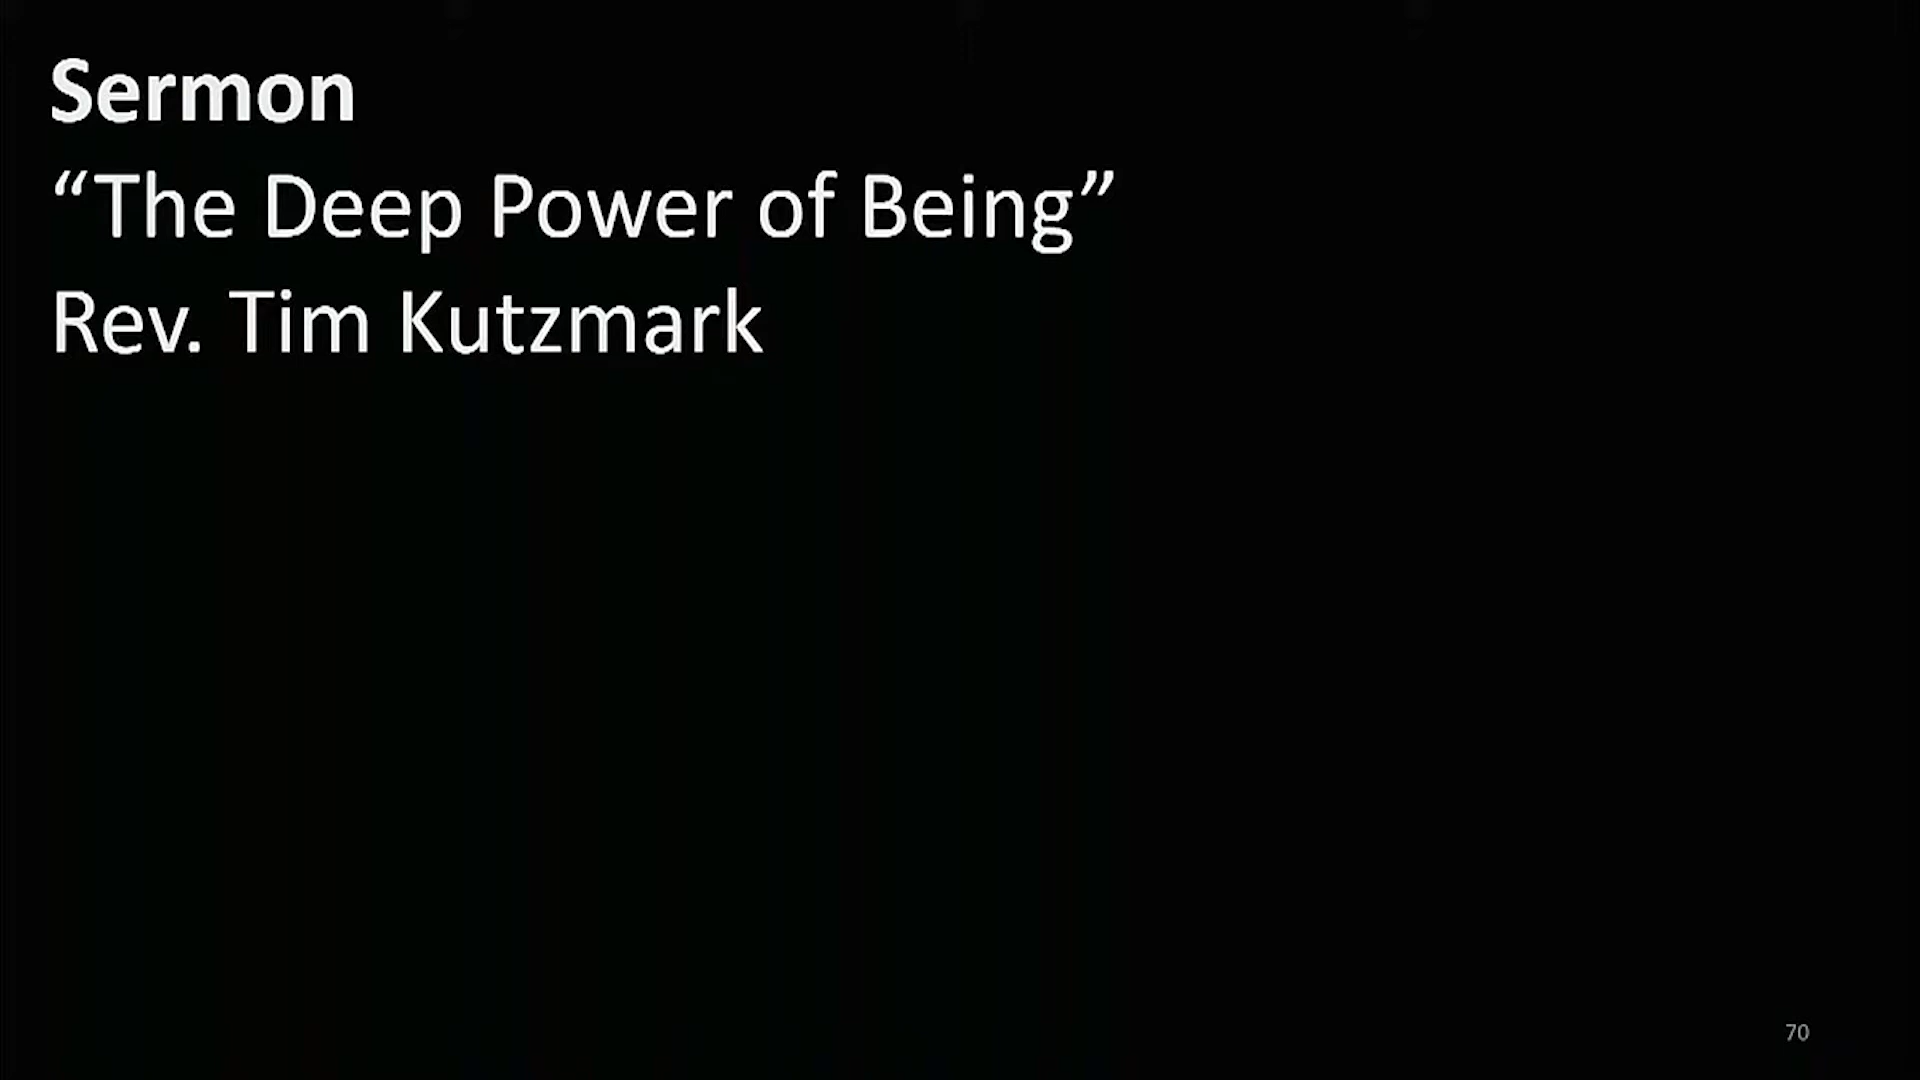 Sermon
“The Deep Power of Being”
Rev. Tim Kutzmark
70